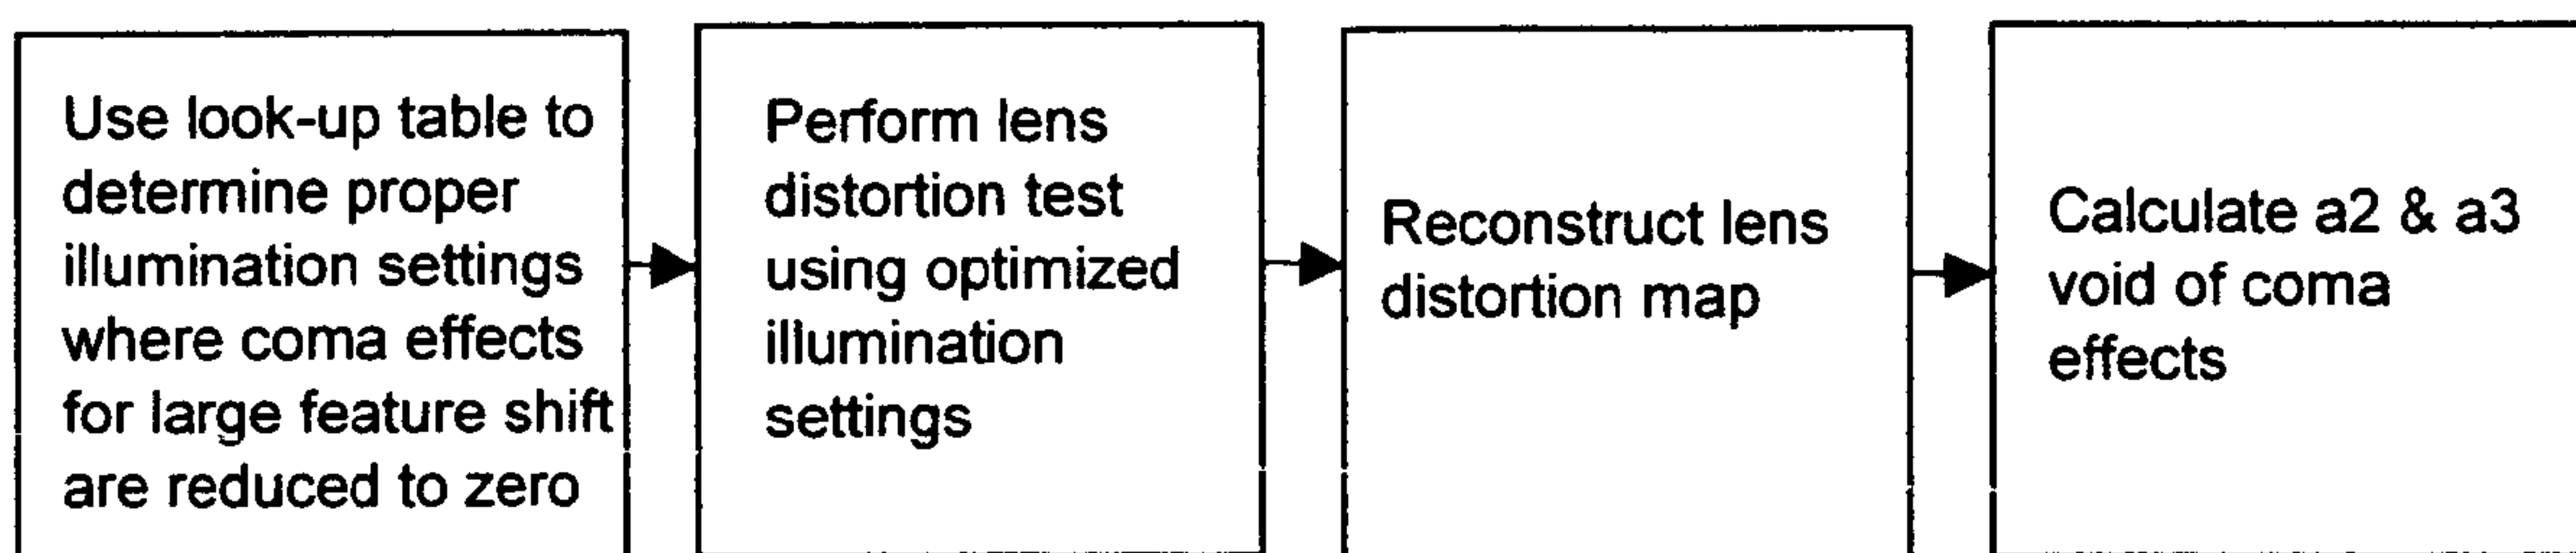 Use look-up table to
determine proper
illumination settings
where coma effects
for large feature shift
are reduced to zero
Perform lens
distortion test
using optimized
illumination
settings
Reconstruct lens
distortion map
Calculate a2 & a3
void of coma
effects